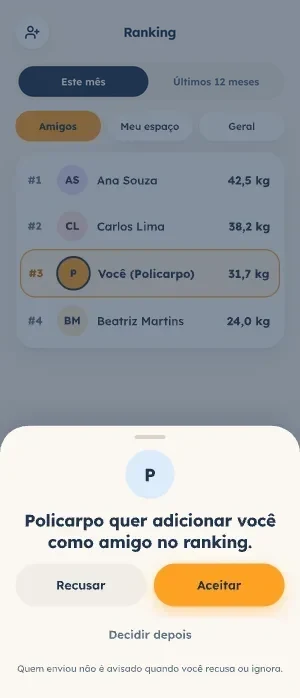 Ranking
Este mês
Últimos 12 meses
Amigos
Meu espaço
Geral
#1 AS Ana Souza 42,5 kg
#2 CL Carlos Lima 38,2 kg
#3 P Você (Policarpo) 31,7 kg
#4 BM Beatriz Martins 24,0 kg
P
Policarpo quer adicionar você
como amigo no ranking.
Recusar
Aceitar
Decidir depois
Quem enviou não é avisado quando você recusa ou ignora.